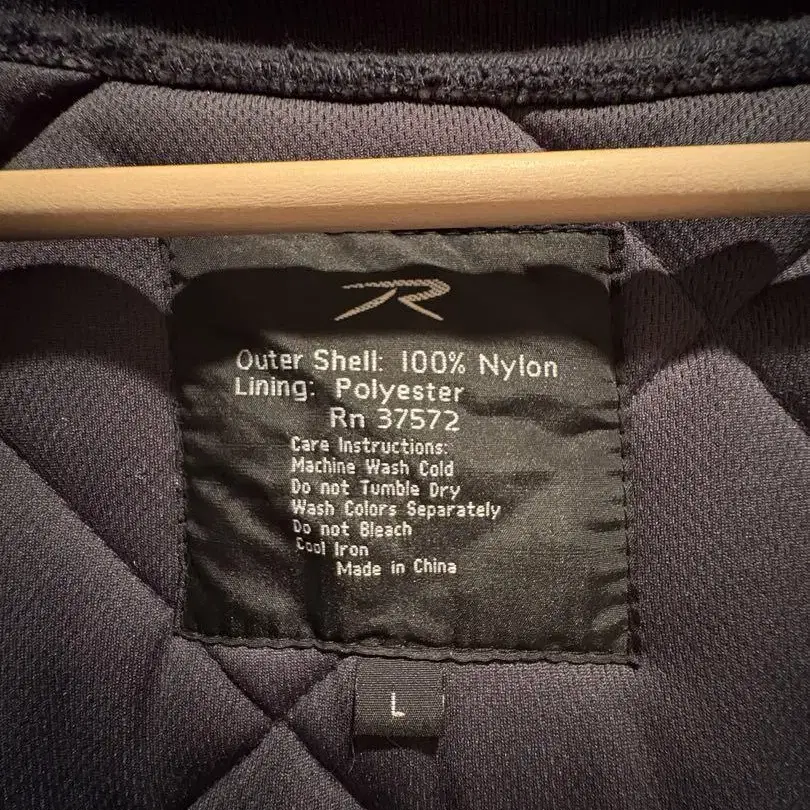 R
Outer Shell: 100% Nylon
Lining: Polyester
Rn 37572
Care Instructions:
Machine Wash Cold
Do not Tumble Dry
Wash Colors Separately
Do not Bleach
Cool Iron
Made in China
L